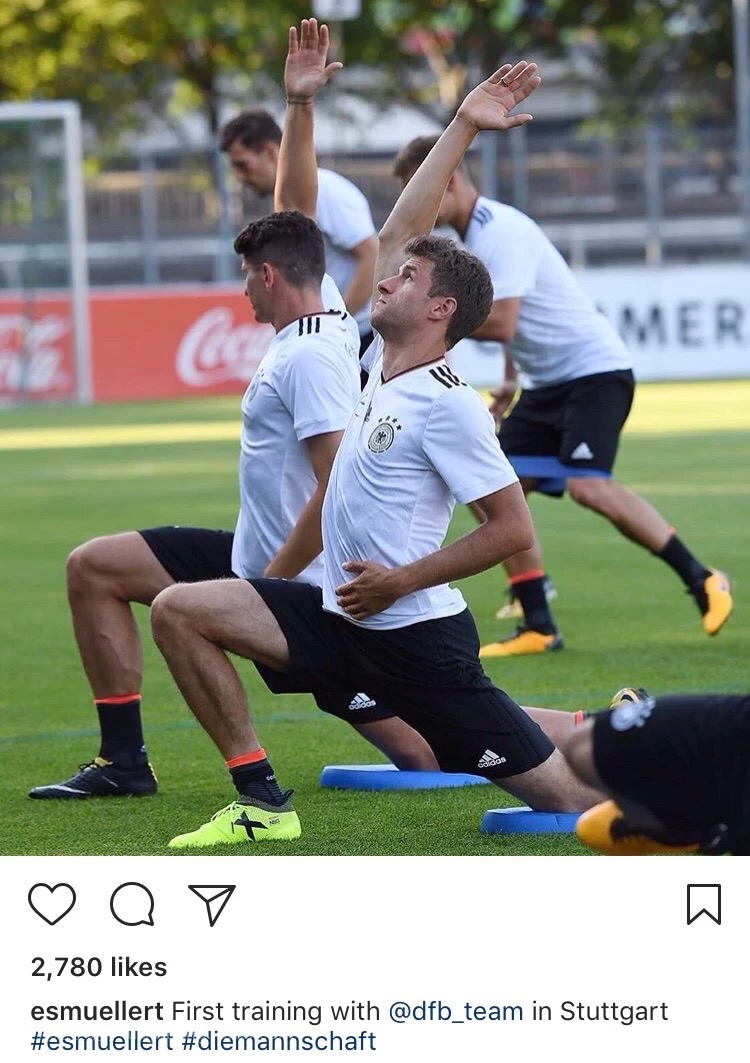 Coca-Cola
MER
adidas
adidas
2,780 likes
esmuellert First training with @dfb_team in Stuttgart
#esmuellert #diemannschaft